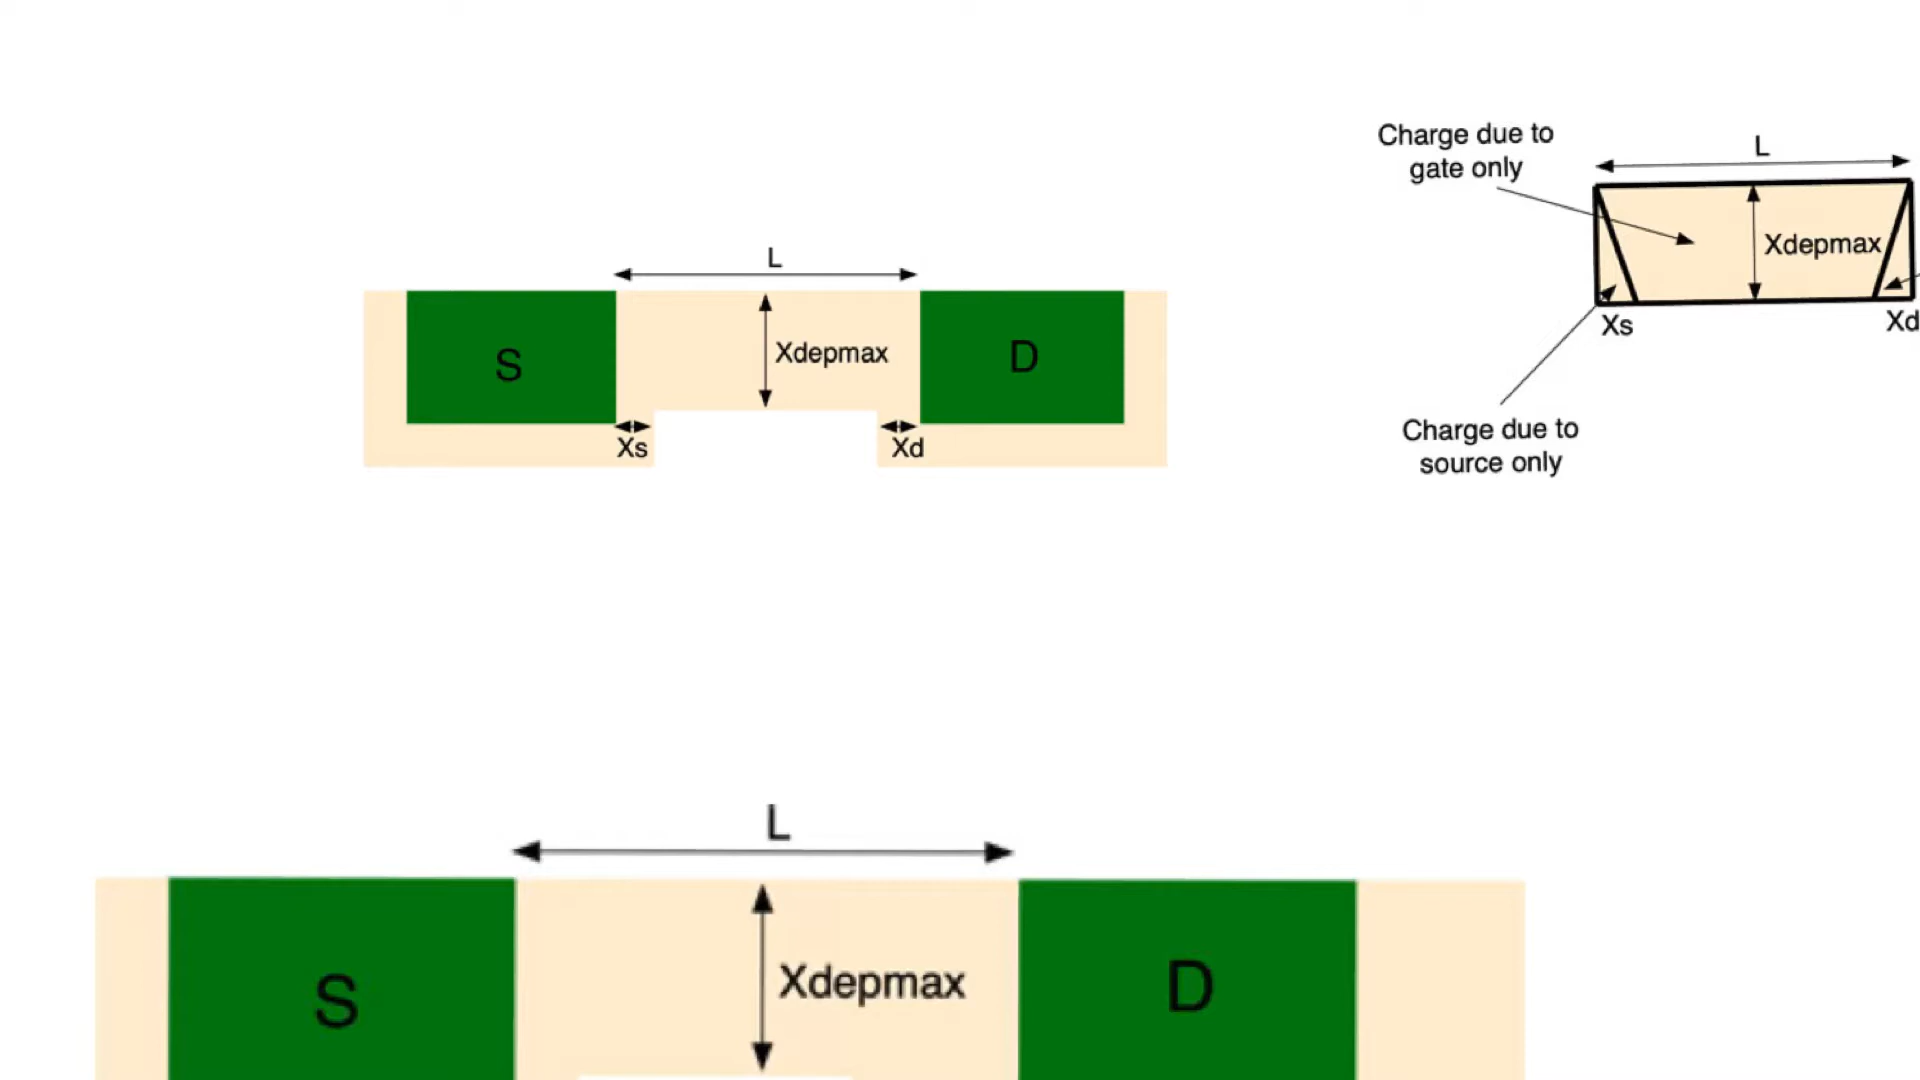 Charge due to
gate only
L
Xdepmax
Xs
Xd
Charge due to
source only
L
S
Xdepmax
D
Xs
Xd
L
S
Xdepmax
D